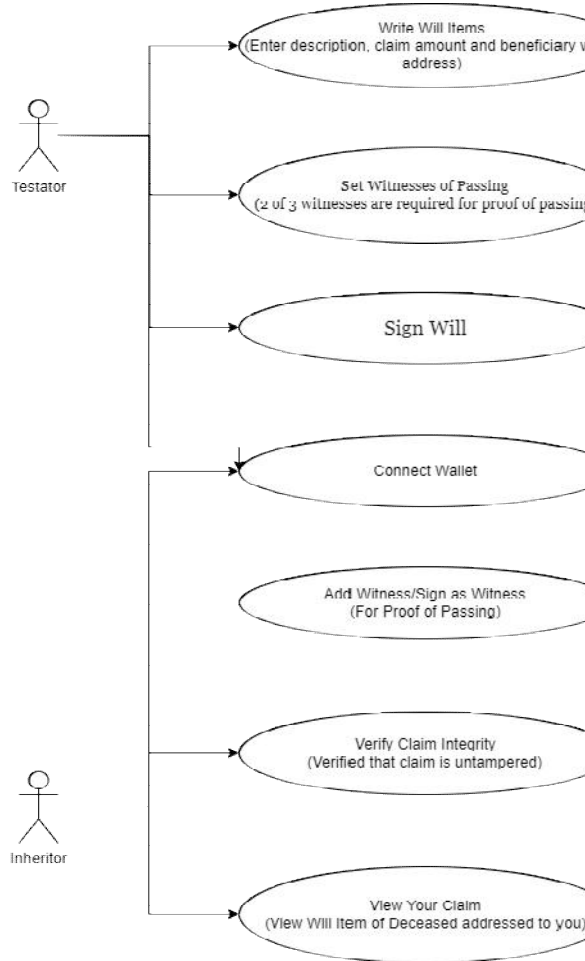 Write Will Items
(Enter description, claim amount and beneficiary w
address)
Testator
Set Witnesses of Passing
(2 of 3 witnesses are required for proof of passing
Sign Will
Connect Wallet
Add Witness/Sign as Witness
(For Proof of Passing)
Verify Claim Integrity
(Verified that claim is untampered)
Inheritor
View Your Claim
(View Will Item of Deceased addressed to you)